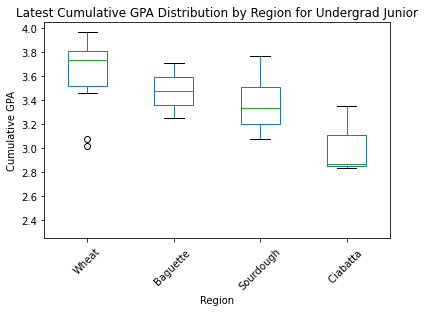 Latest Cumulative GPA Distribution by Region for Undergrad Junior
4.0
3.8
3.6
3.4
3.2
3.0
2.8
2.6
2.4
Cumulative GPA
Wheat
Baguette
Sourdough
Ciabatta
Region